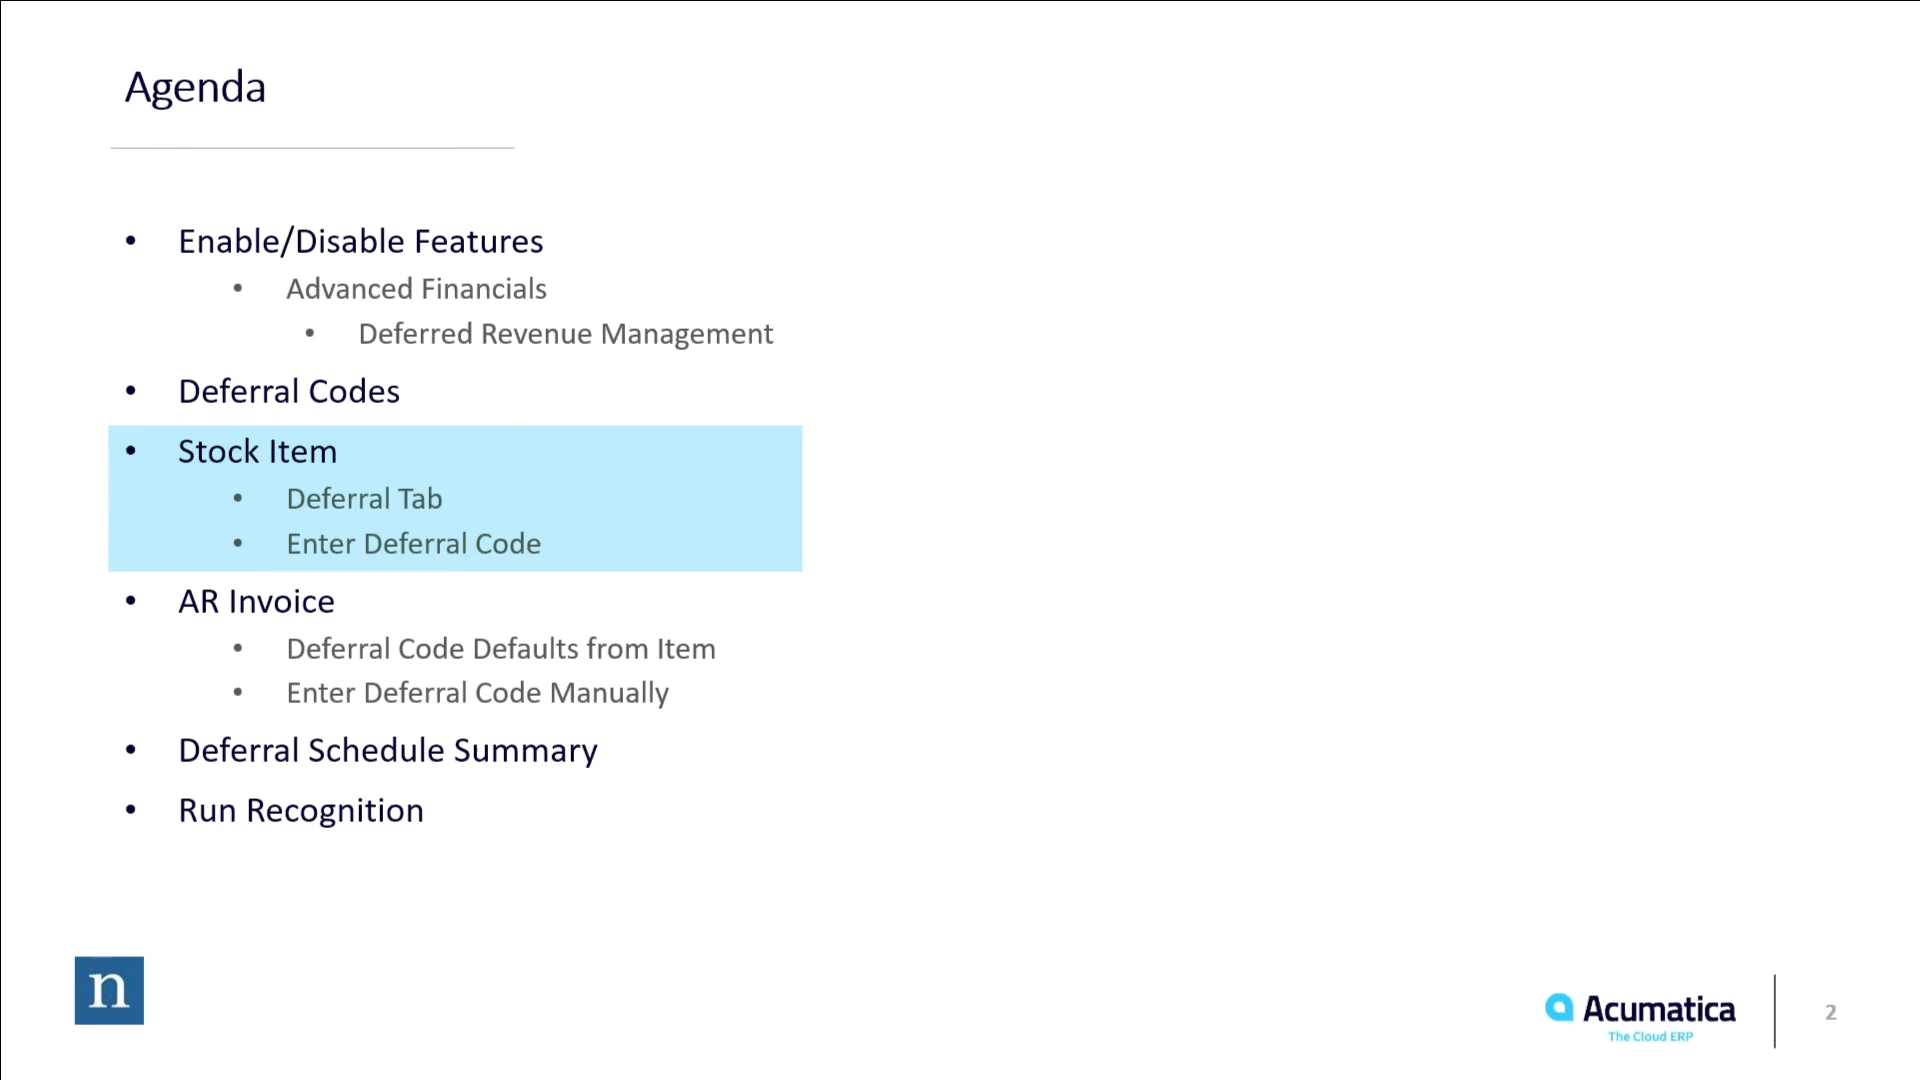 Agenda
• Enable/Disable Features
• Advanced Financials
• Deferred Revenue Management
• Deferral Codes
• Stock Item
• Deferral Tab
• Enter Deferral Code
• AR Invoice
• Deferral Code Defaults from Item
• Enter Deferral Code Manually
• Deferral Schedule Summary
• Run Recognition
n
Acumatica
The Cloud ERP
2